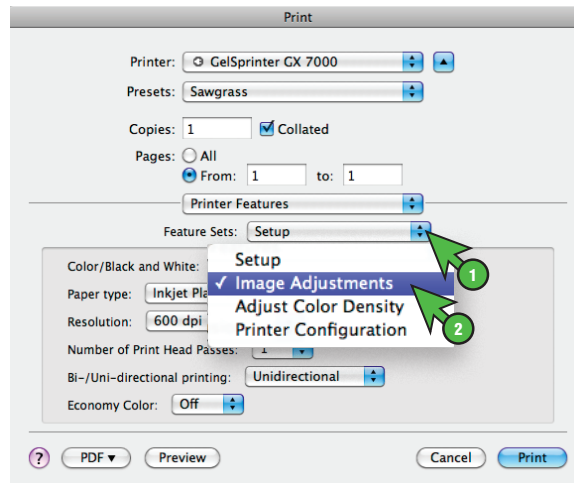 Print
Printer: GelSprinter GX 7000
Presets: Sawgrass
Copies: 1 Collated
Pages: All
From: 1 to: 1
Printer Features
Feature Sets: Setup
1
Setup
Color/Black and White:
✓ Image Adjustments
Paper type: Inkjet Pla
Adjust Color Density
2
Resolution: 600 dpi
Printer Configuration
Number of Print Head Passes: 1
Bi-/Uni-directional printing: Unidirectional
Economy Color: Off
? PDF▼ Preview Cancel Print